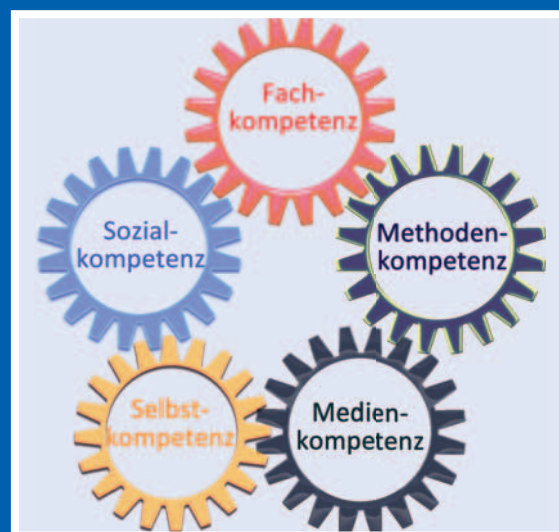 Fach-
kompetenz
Sozial-
kompetenz
Methoden-
kompetenz
Selbst-
kompetenz
Medien-
kompetenz